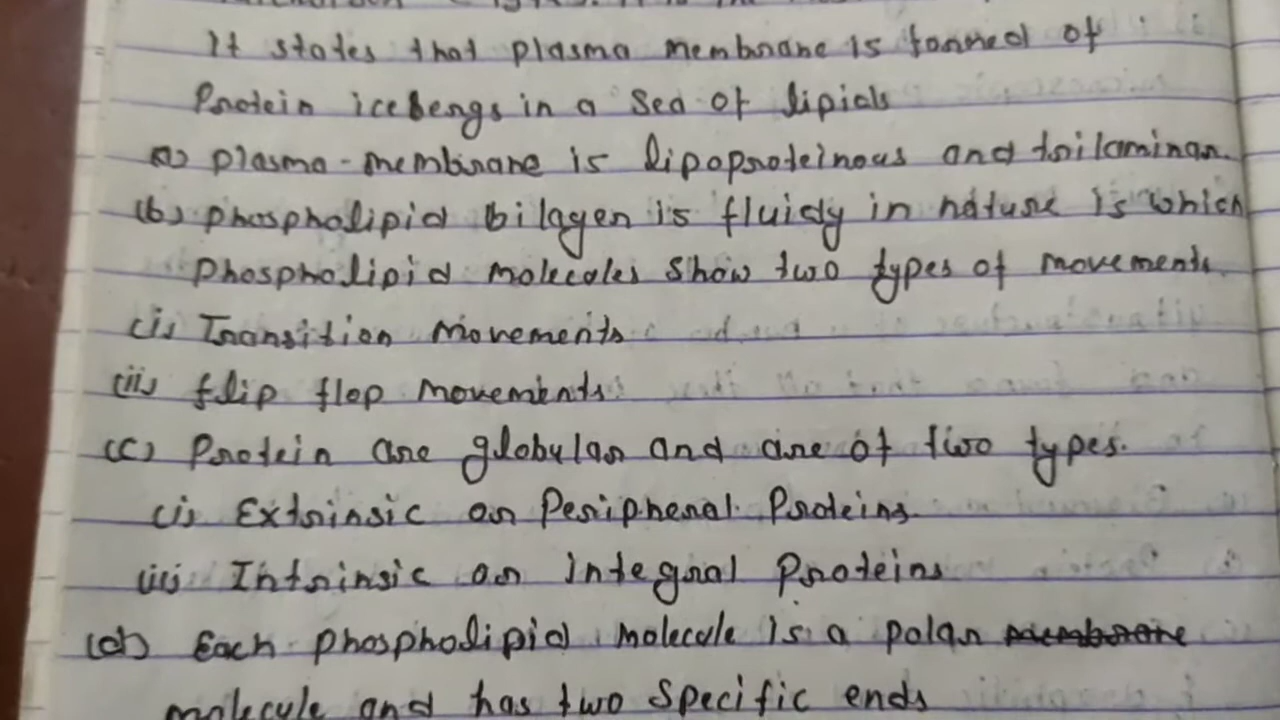 It states that plasma membrane is formed of
Protein icebergs in a sea of lipids
(a) plasma-membrane is lipoproteinous and trilaminar.
(b) phospholipid bilayer is fluidy in nature is which
phospholipid molecules show two types of movements.
(i) Transition movements
(ii) flip flop movements
(c) Protein are globular and are of two types.
(i) Extrinsic or Peripheral Proteins.
(ii) Intrinsic or integral Proteins
(d) Each phospholipid molecule is a polar membrane
molecule and has two specific ends